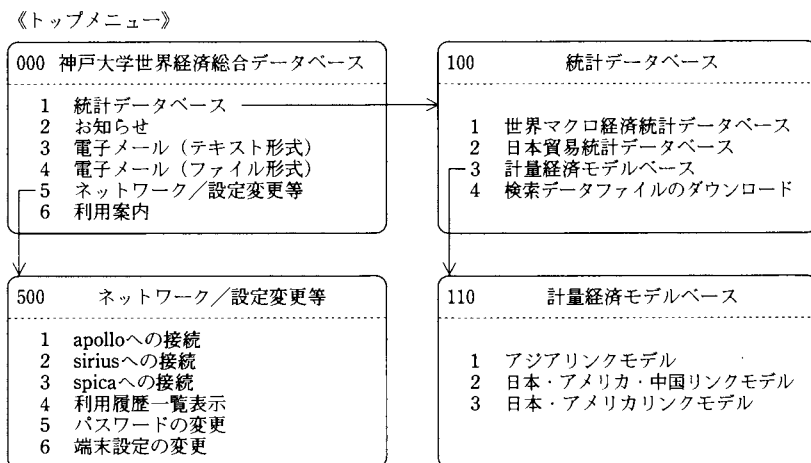 《トップメニュー》
000 神戸大学世界経済総合データベース
1 統計データベース
2 お知らせ
3 電子メール（テキスト形式）
4 電子メール（ファイル形式）
5 ネットワーク／設定変更等
6 利用案内
100 統計データベース
1 世界マクロ経済統計データベース
2 日本貿易統計データベース
3 計量経済モデルベース
4 検索データファイルのダウンロード
500 ネットワーク／設定変更等
1 apolloへの接続
2 siriusへの接続
3 spicaへの接続
4 利用履歴一覧表示
5 パスワードの変更
6 端末設定の変更
110 計量経済モデルベース
1 アジアリンクモデル
2 日本・アメリカ・中国リンクモデル
3 日本・アメリカリンクモデル